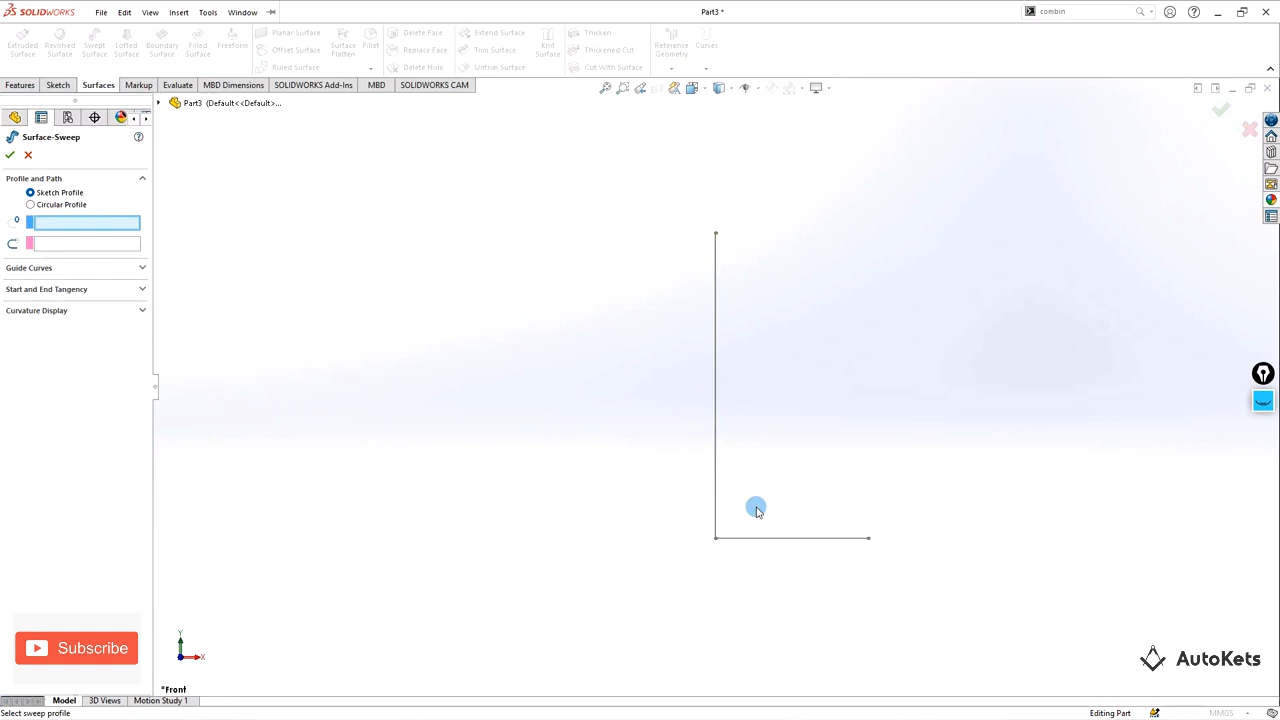 SOLIDWORKS File Edit View Insert Tools Window Part3 * combin
Extruded Surface Revolved Surface Swept Surface Lofted Surface Boundary Surface Filled Surface Freeform Planar Surface Offset Surface Ruled Surface Surface Flatten Fillet Delete Face Replace Face Delete Hole Extend Surface Trim Surface Untrim Surface Knit Surface Thicken Thickened Cut Cut With Surface Reference Geometry Curves
Features Sketch Surfaces Markup Evaluate MBD Dimensions SOLIDWORKS Add-Ins MBD SOLIDWORKS CAM
Part3 (Default<<Default>...
Surface-Sweep
Profile and Path
Sketch Profile
Circular Profile
Guide Curves
Start and End Tangency
Curvature Display
Subscribe
Y
X
AutoKets
*Front
Model 3D Views Motion Study 1
Select sweep profile Editing Part MMGS